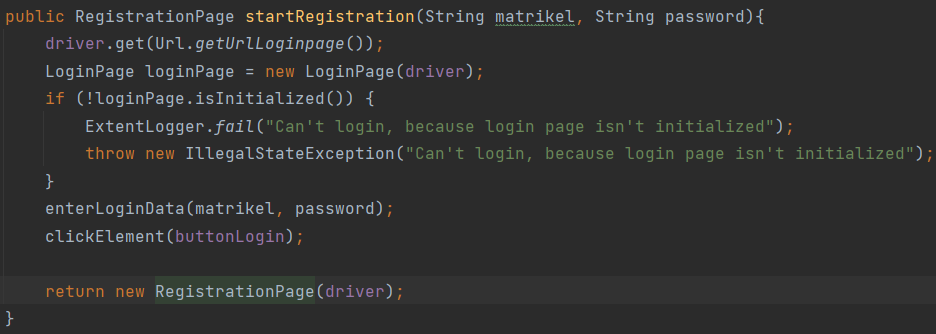 public RegistrationPage startRegistration(String matrikel, String password){
    driver.get(Url.getUrlLoginpage());
    LoginPage loginPage = new LoginPage(driver);
    if (!loginPage.isInitialized()) {
        ExtentLogger.fail("Can't login, because login page isn't initialized");
        throw new IllegalStateException("Can't login, because login page isn't initialized");
    }
    enterLoginData(matrikel, password);
    clickElement(buttonLogin);

    return new RegistrationPage(driver);
}